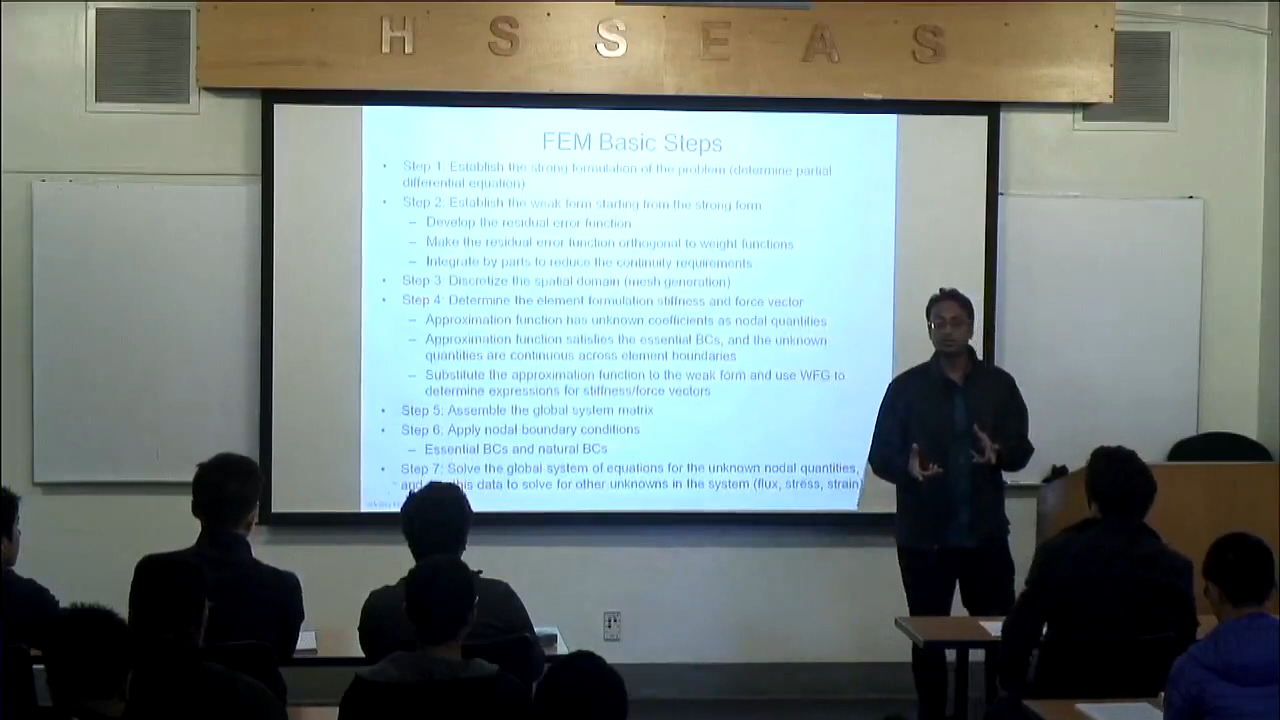 H S S E A S
FEM Basic Steps
• Step 1: Establish the strong formulation of the problem (determine partial
differential equation)
• Step 2: Establish the weak form starting from the strong form
– Develop the residual error function
– Make the residual error function orthogonal to weight functions
– Integrate by parts to reduce the continuity requirements
• Step 3: Discretize the spatial domain (mesh generation)
• Step 4: Determine the element formulation stiffness and force vector
– Approximation function has unknown coefficients as nodal quantities
– Approximation function satisfies the essential BCs, and the unknown
quantities are continuous across element boundaries
– Substitute the approximation function to the weak form and use WFG to
determine expressions for stiffness/force vectors
• Step 5: Assemble the global system matrix
• Step 6: Apply nodal boundary conditions
– Essential BCs and natural BCs
• Step 7: Solve the global system of equations for the unknown nodal quantities,
and this data to solve for other unknowns in the system (flux, stress, strain)